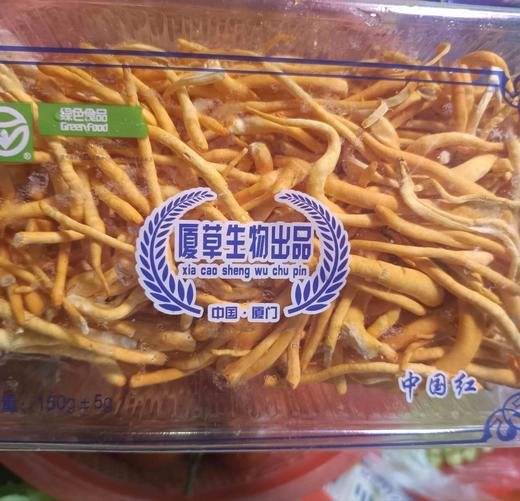 绿色食品
GreenFood
®
厦草生物出品
xia cao sheng wu chu pin
中国·厦门
中国红
量: 150g±5g